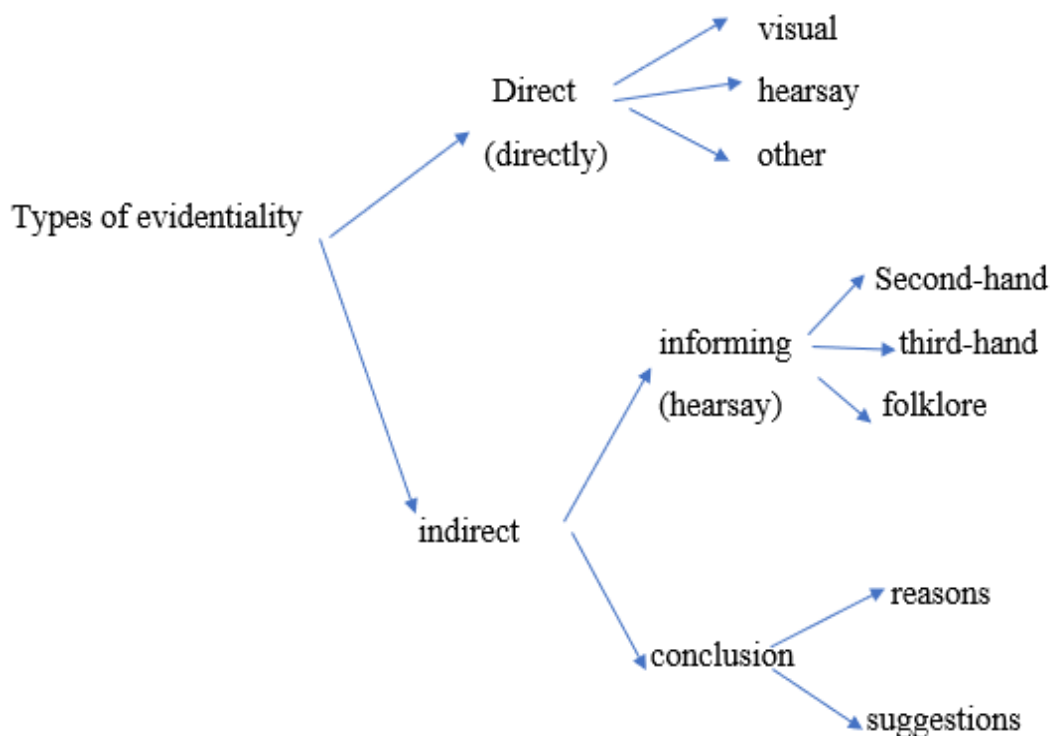 Types of evidentiality
Direct
(directly)
visual
hearsay
other
indirect
informing
(hearsay)
Second-hand
third-hand
folklore
conclusion
reasons
suggestions